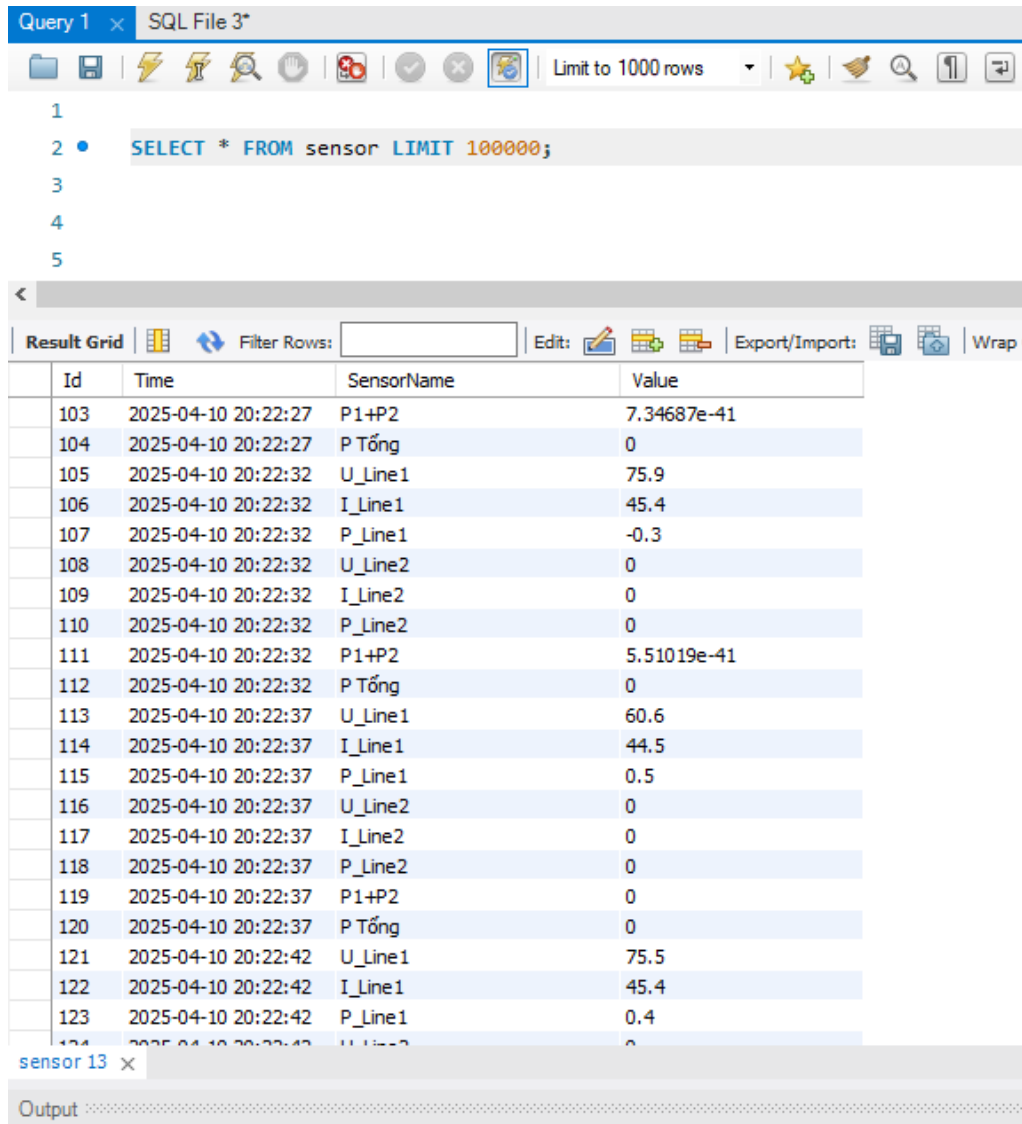 Query 1 SQL File 3*
Limit to 1000 rows
1
2 SELECT * FROM sensor LIMIT 100000;
3
4
5
Result Grid Filter Rows: Edit: Export/Import: Wrap
Id Time SensorName Value
103 2025-04-10 20:22:27 P1+P2 7.34687e-41
104 2025-04-10 20:22:27 P Tổng 0
105 2025-04-10 20:22:32 U_Line1 75.9
106 2025-04-10 20:22:32 I_Line1 45.4
107 2025-04-10 20:22:32 P_Line1 -0.3
108 2025-04-10 20:22:32 U_Line2 0
109 2025-04-10 20:22:32 I_Line2 0
110 2025-04-10 20:22:32 P_Line2 0
111 2025-04-10 20:22:32 P1+P2 5.51019e-41
112 2025-04-10 20:22:32 P Tổng 0
113 2025-04-10 20:22:37 U_Line1 60.6
114 2025-04-10 20:22:37 I_Line1 44.5
115 2025-04-10 20:22:37 P_Line1 0.5
116 2025-04-10 20:22:37 U_Line2 0
117 2025-04-10 20:22:37 I_Line2 0
118 2025-04-10 20:22:37 P_Line2 0
119 2025-04-10 20:22:37 P1+P2 0
120 2025-04-10 20:22:37 P Tổng 0
121 2025-04-10 20:22:42 U_Line1 75.5
122 2025-04-10 20:22:42 I_Line1 45.4
123 2025-04-10 20:22:42 P_Line1 0.4
sensor 13
Output